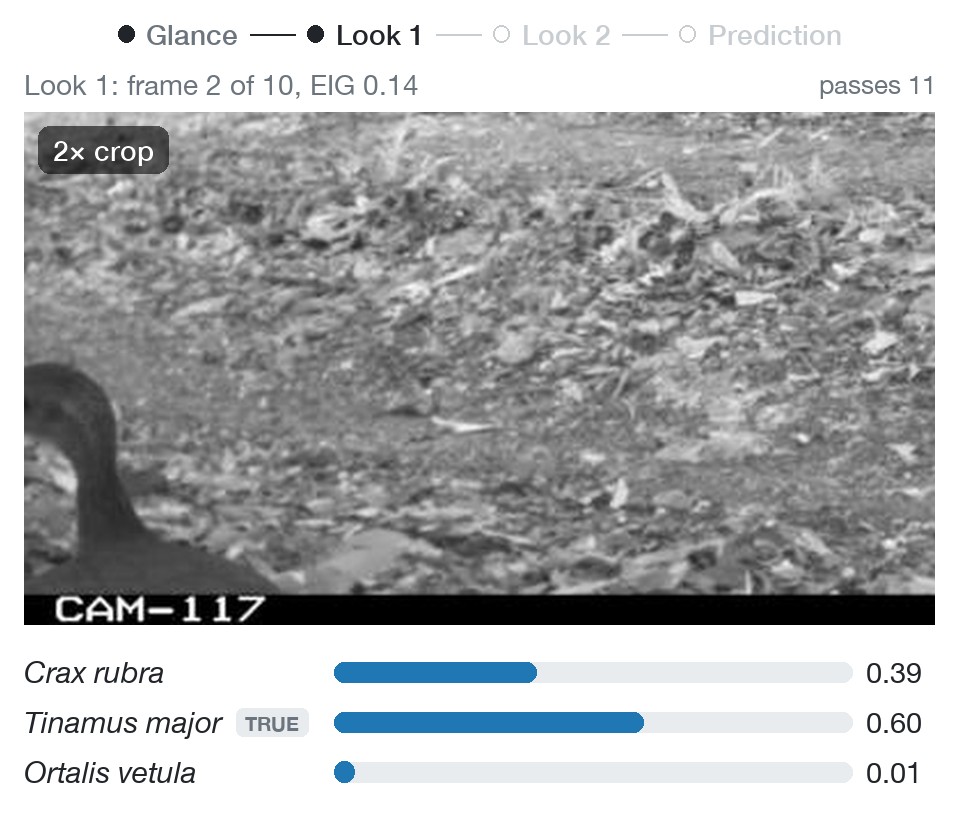 Glance Look 1 Look 2 Prediction
Look 1: frame 2 of 10, EIG 0.14 passes 11
2× crop
CAM-117
Crax rubra 0.39
Tinamus major TRUE 0.60
Ortalis vetula 0.01